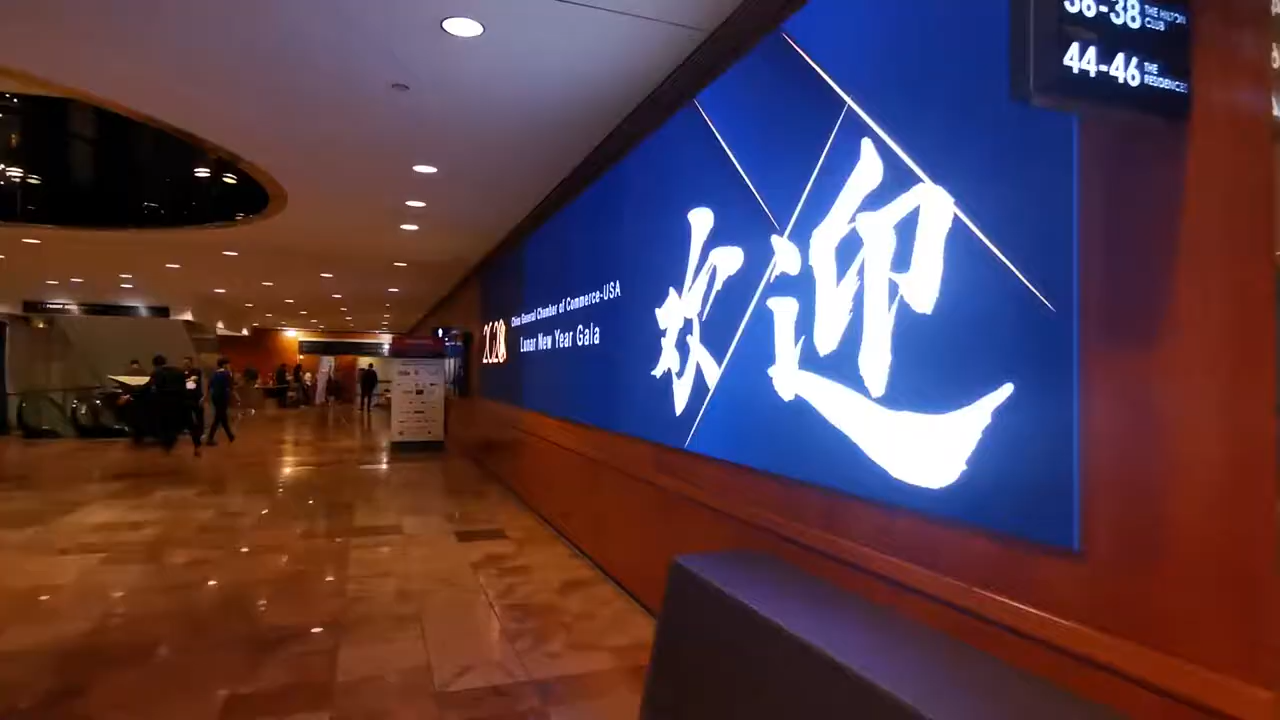 38-38 THE HILTON
CLUB
44-46 THE
RESIDENCES
2020
China General Chamber of Commerce-USA
Lunar New Year Gala
欢迎